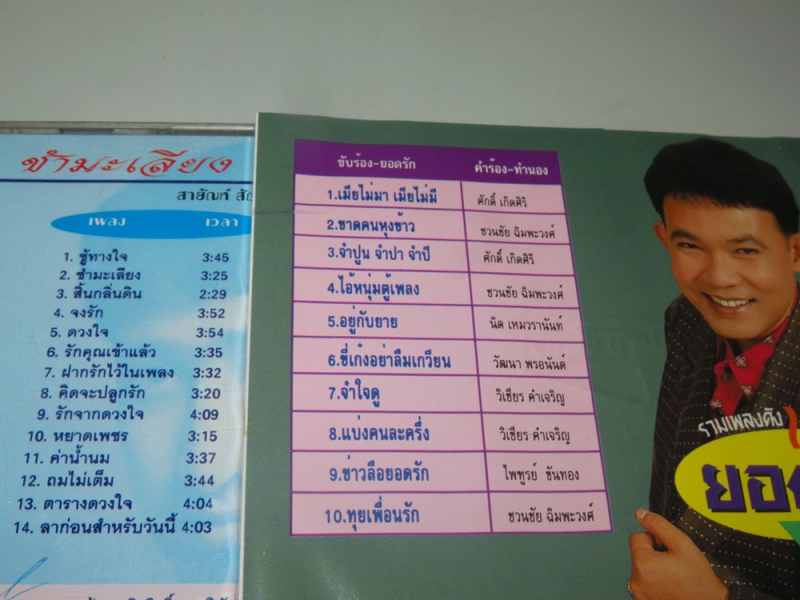 ช้ำมะเลียง
สายัณห์
เพลง เวลา
1. ชู้ทางใจ 3:45
2. ช้ำมะเลียง 3:25
3. สิ้นกลิ่นดิน 2:29
4. จงรัก 3:52
5. ดวงใจ 3:54
6. รักคุณเข้าแล้ว 3:35
7. ฝากรักไว้ในเพลง 3:32
8. คิดจะปลูกรัก 3:20
9. รักจากดวงใจ 4:09
10. หยาดเพชร 3:15
11. ค่าน้ำนม 3:37
12. ถมไม่เต็ม 3:44
13. ตารางดวงใจ 4:04
14. ลาก่อนสำหรับวันนี้ 4:03
ขับร้อง-ยอดรัก คำร้อง-ทำนอง
1.เมียไม่มา เมียไม่มี ศักดิ์ เกิดศิริ
2.ขาดคนหุงข้าว ชวนชัย ฉิมพะวงศ์
3.จำปูน จำปา จำปี ศักดิ์ เกิดศิริ
4.ไอ้หนุ่มตู้เพลง ชวนชัย ฉิมพะวงศ์
5.อยู่กับยาย นิด เหมวรานันท์
6.ขี่เก๋งอย่าลืมเกวียน วัฒนา พรอนันต์
7.จำใจดู วิเชียร คำเจริญ
8.แบ่งคนละครึ่ง วิเชียร คำเจริญ
9.ข่าวลือยอดรัก ไพฑูรย์ ขันทอง
10.ทุยเพื่อนรัก ชวนชัย ฉิมพะวงศ์
รวมเพลงดัง